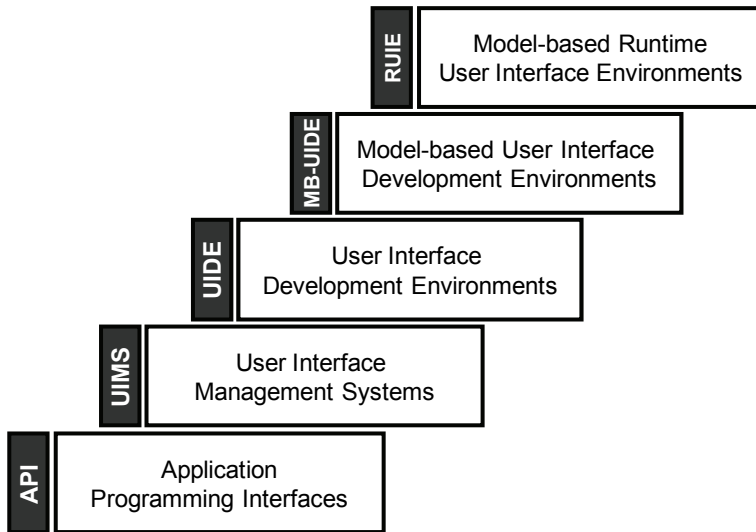 RUIE
Model-based Runtime
User Interface Environments
MB-UIDE
Model-based User Interface
Development Environments
UIDE
User Interface
Development Environments
UIMS
User Interface
Management Systems
API
Application
Programming Interfaces